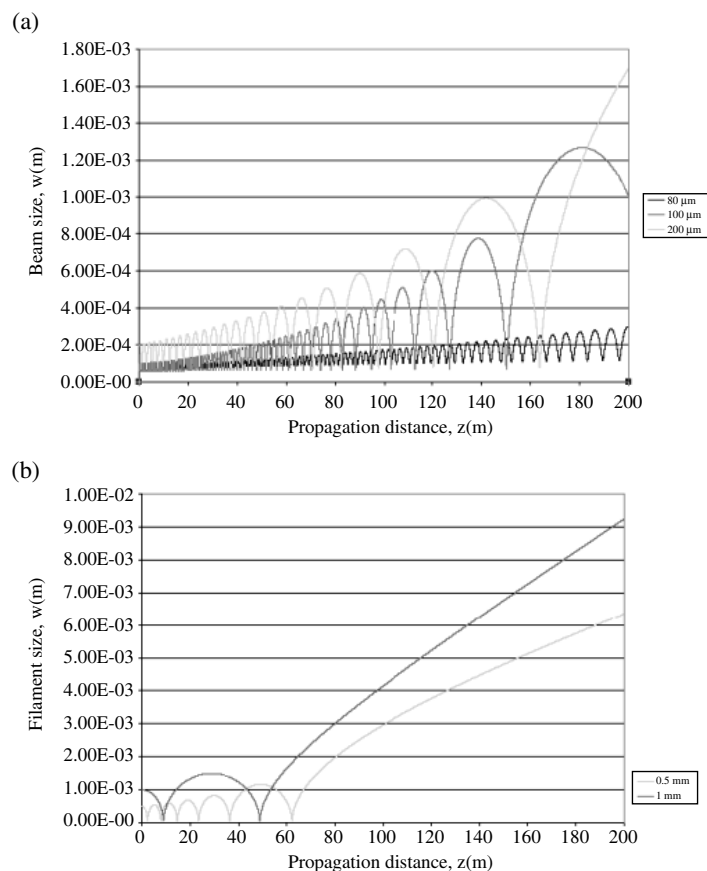 (a)
1.80E-03
1.60E-03
1.40E-03
1.20E-03
1.00E-03
8.00E-04
6.00E-04
4.00E-04
2.00E-04
0.00E-00
Beam size, w(m)
0 20 40 60 80 100 120 140 160 180 200
Propagation distance, z(m)
80 μm
100 μm
200 μm
(b)
1.00E-02
9.00E-03
8.00E-03
7.00E-03
6.00E-03
5.00E-03
4.00E-03
3.00E-03
2.00E-03
1.00E-03
0.00E-00
Filament size, w(m)
0 20 40 60 80 100 120 140 160 180 200
Propagation distance, z(m)
0.5 mm
1 mm